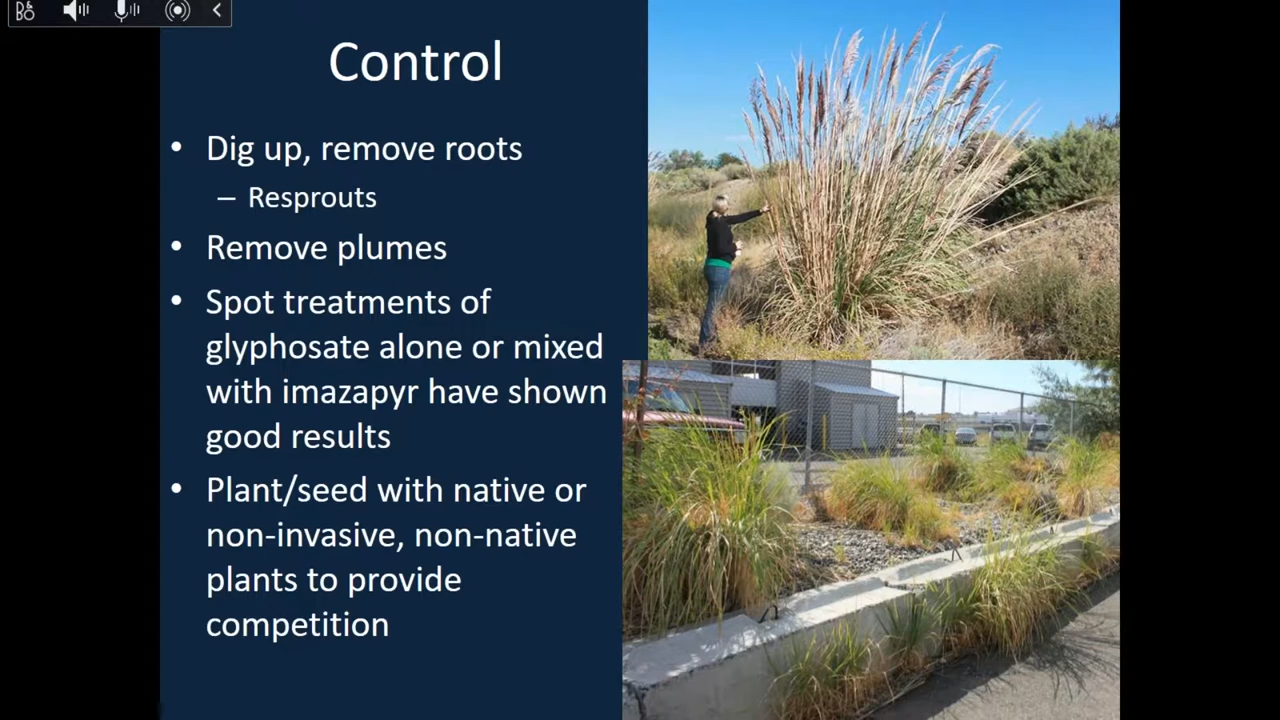 Control
• Dig up, remove roots
– Resprouts
• Remove plumes
• Spot treatments of
glyphosate alone or mixed
with imazapyr have shown
good results
• Plant/seed with native or
non-invasive, non-native
plants to provide
competition